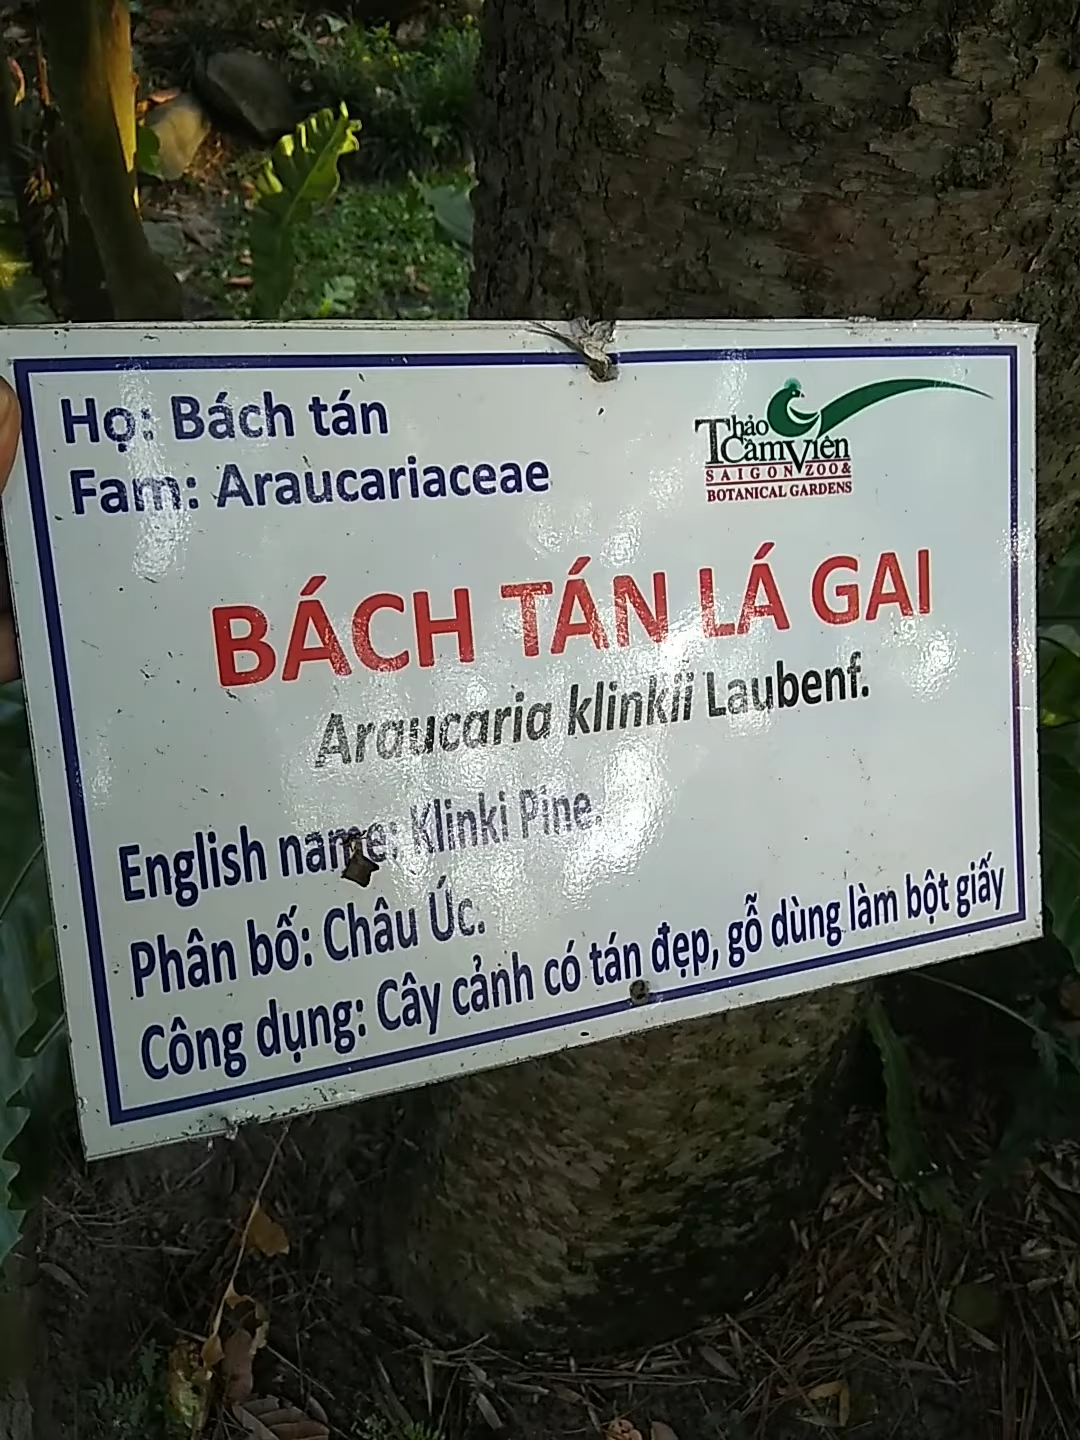 Họ: Bách tán
Fam: Araucariaceae
Thảo
Cầm Viên
SAIGON ZOO &
BOTANICAL GARDENS
BÁCH TÁN LÁ GAI
Araucaria klinkii Laubenf.
English name: Klinki Pine.
Phân bố: Châu Úc.
Công dụng: Cây cảnh có tán đẹp, gỗ dùng làm bột giấy